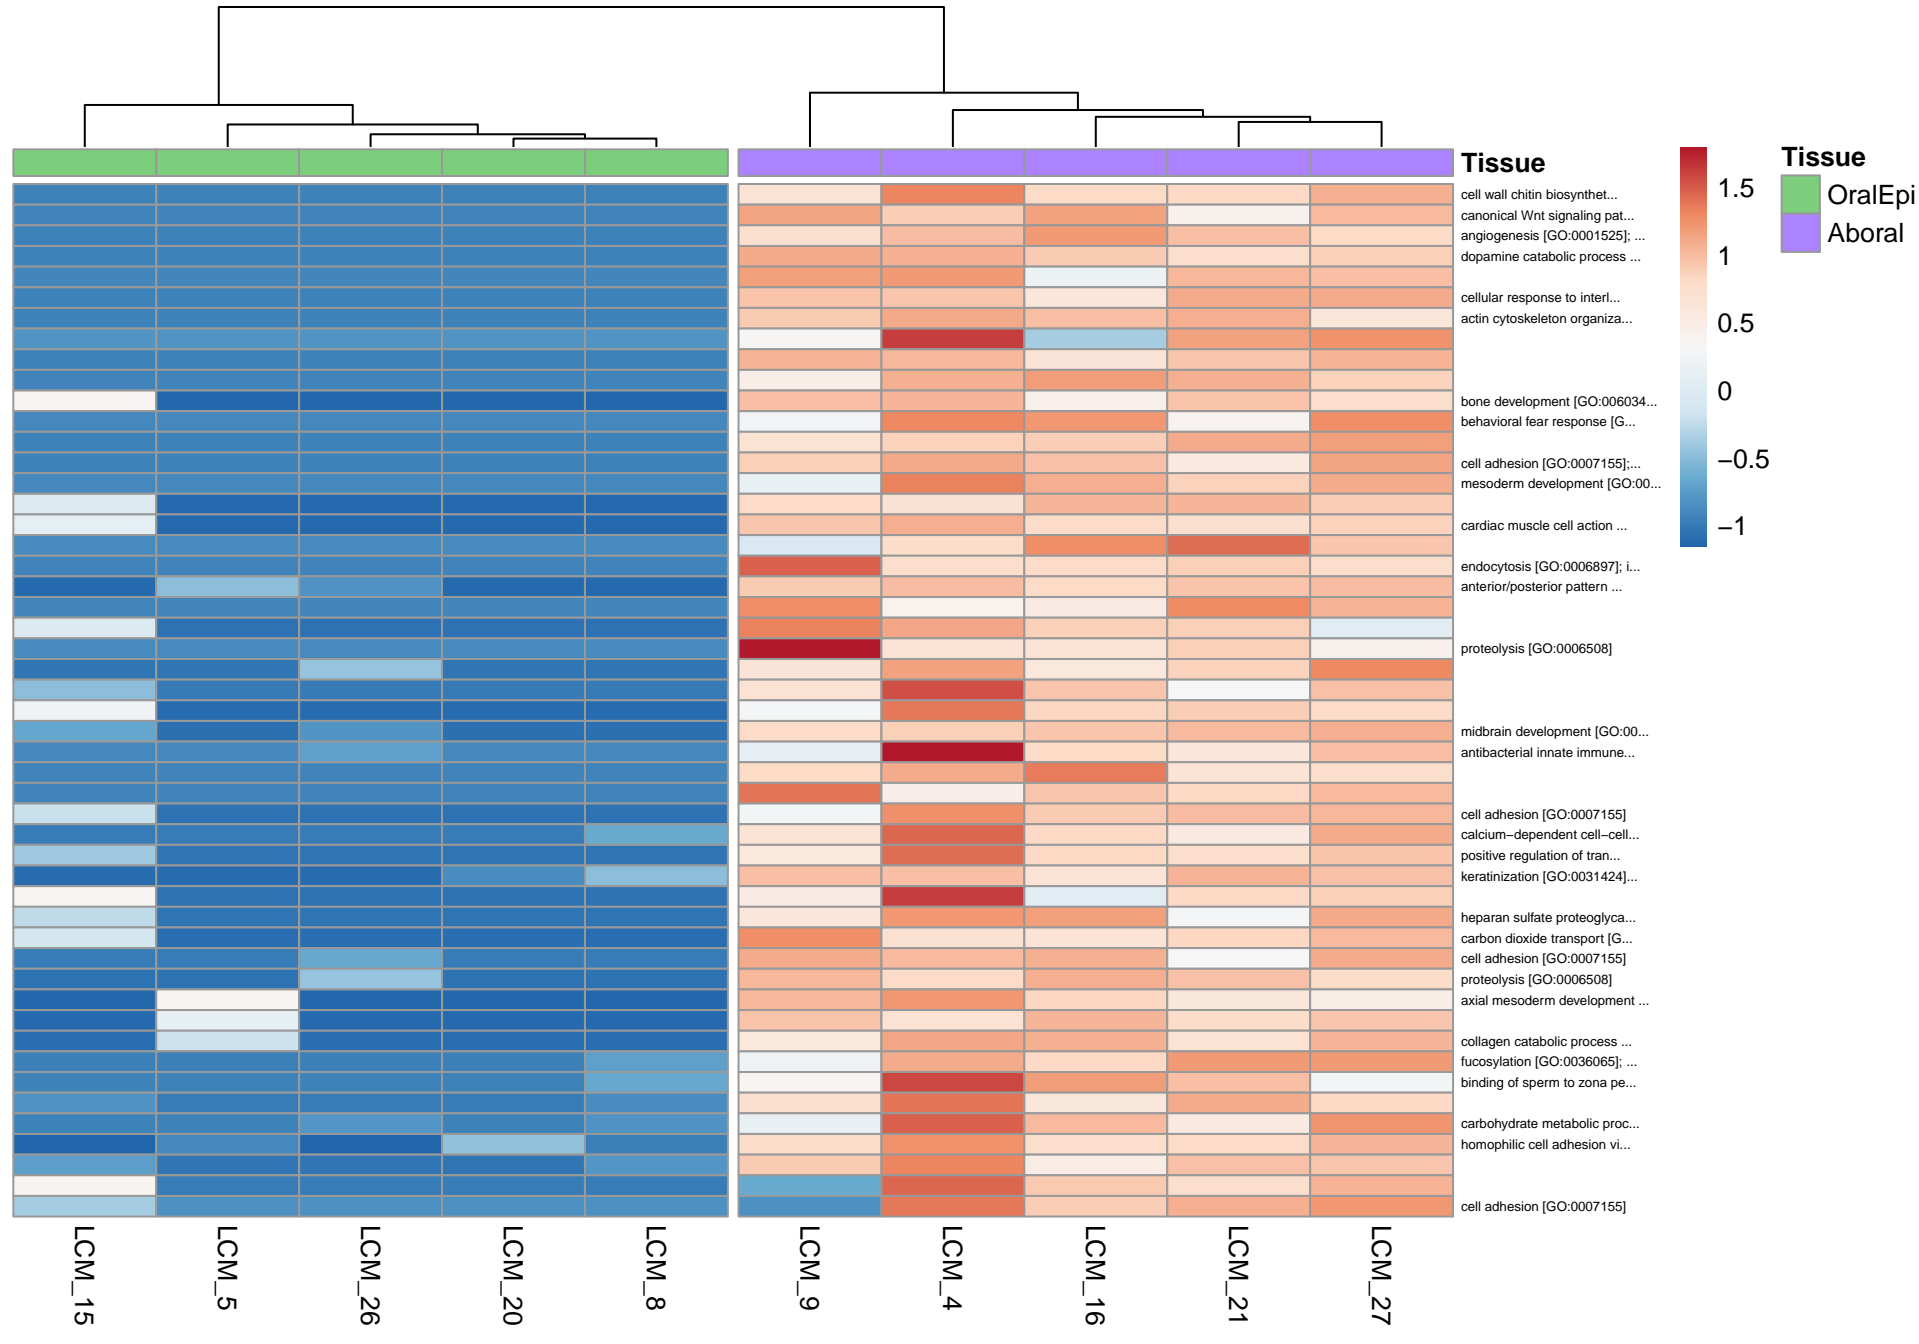 Tissue
cell wall chitin biosynthet...
canonical Wnt signaling pat...
angiogenesis [GO:0001525]; ...
dopamine catabolic process ...
cellular response to interl...
actin cytoskeleton organiza...
bone development [GO:006034...
behavioral fear response [G...
cell adhesion [GO:0007155];...
mesoderm development [GO:00...
cardiac muscle cell action ...
endocytosis [GO:0006897]; i...
anterior/posterior pattern ...
proteolysis [GO:0006508]
midbrain development [GO:00...
antibacterial innate immune...
cell adhesion [GO:0007155]
calcium−dependent cell−cell...
positive regulation of tran...
keratinization [GO:0031424]...
heparan sulfate proteoglyca...
carbon dioxide transport [G...
cell adhesion [GO:0007155]
proteolysis [GO:0006508]
axial mesoderm development ...
collagen catabolic process ...
fucosylation [GO:0036065]; ...
binding of sperm to zona pe...
carbohydrate metabolic proc...
homophilic cell adhesion vi...
cell adhesion [GO:0007155]
LCM_15
LCM_5
LCM_26
LCM_20
LCM_8
LCM_9
LCM_4
LCM_16
LCM_21
LCM_27
1.5
1
0.5
0
−0.5
−1
Tissue
OralEpi
Aboral